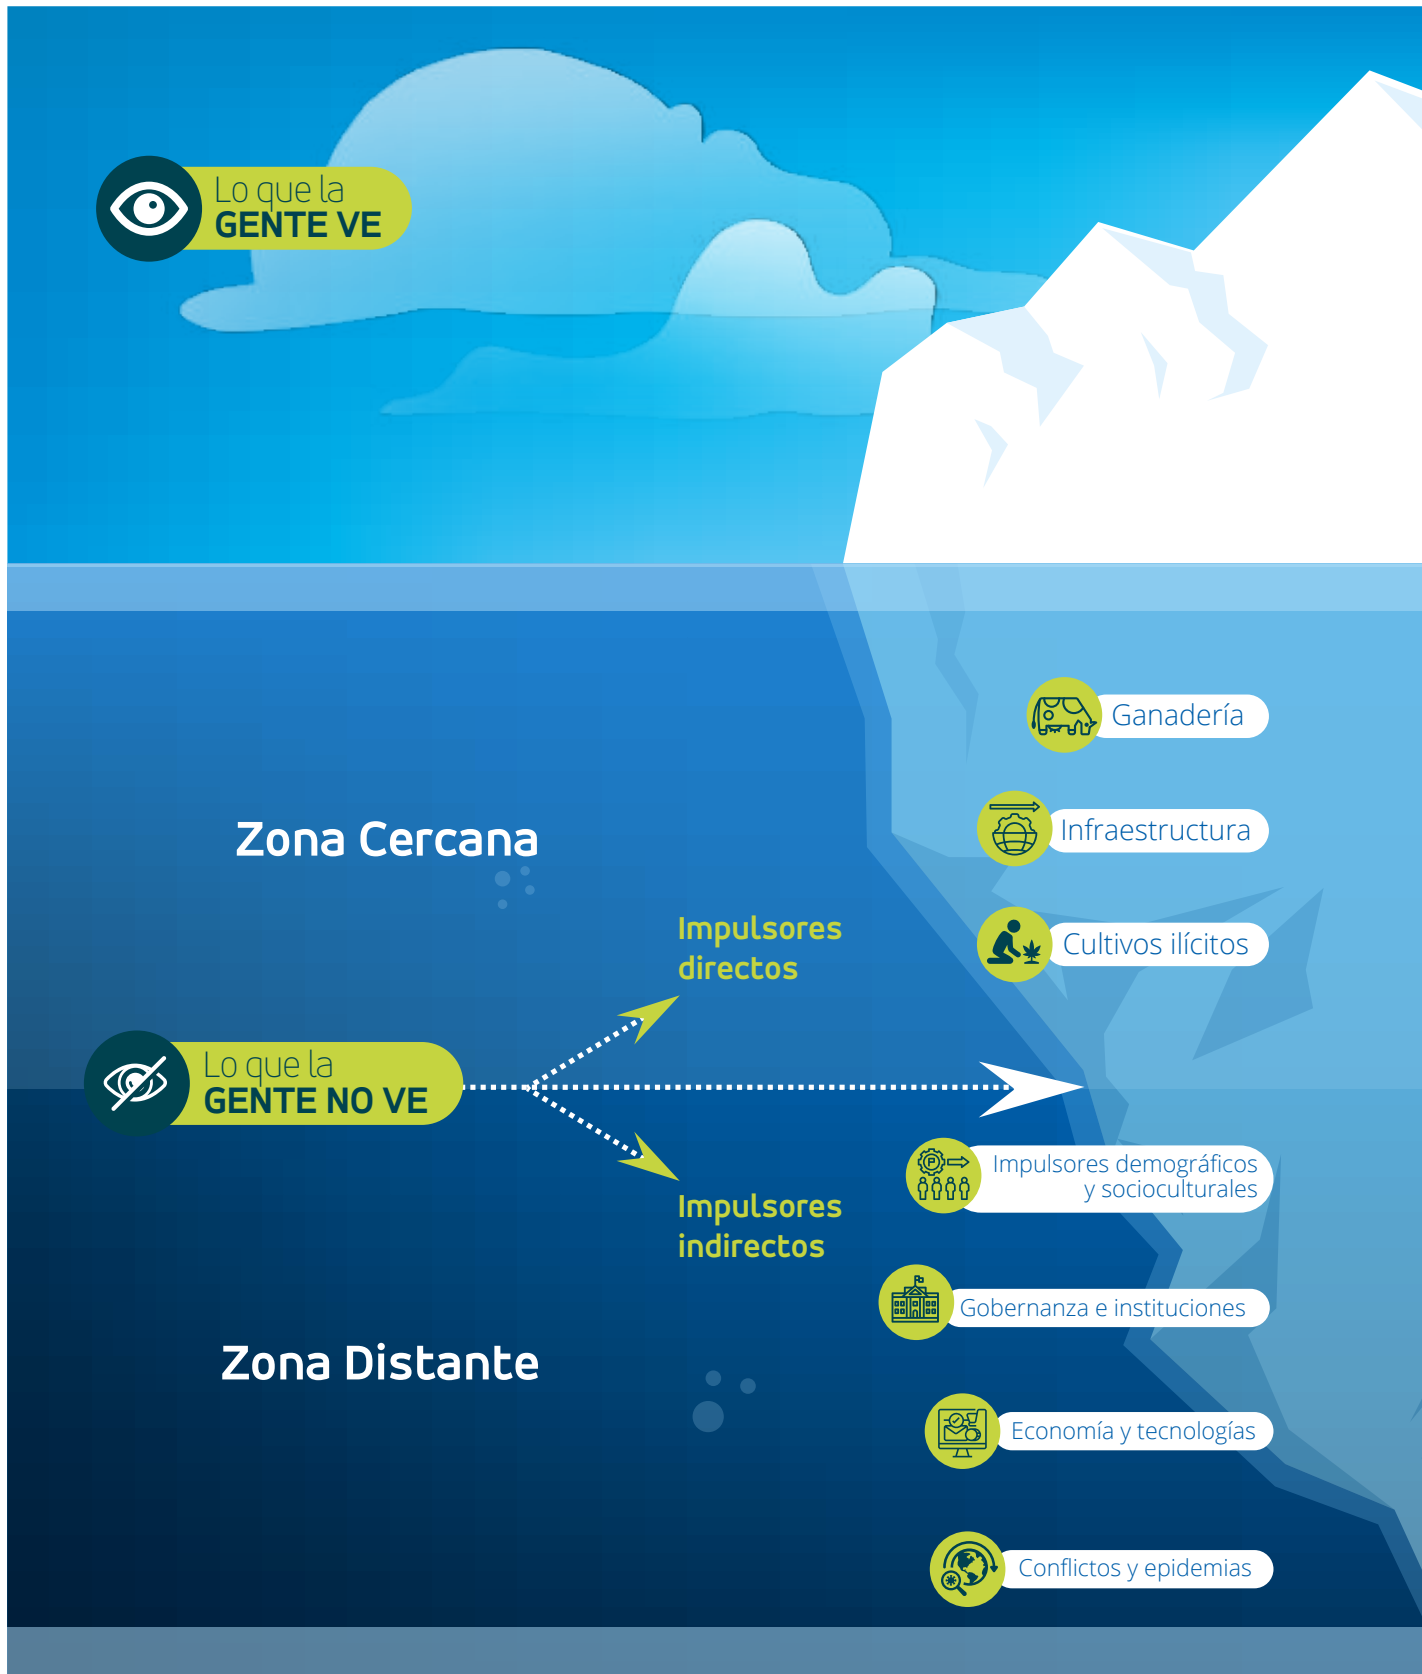 Lo que la
GENTE VE
Ganadería
Zona Cercana
Infraestructura
Impulsores
directos
Cultivos ilícitos
Lo que la
GENTE NO VE
Impulsores demográficos
y socioculturales
Impulsores
indirectos
Gobernanza e instituciones
Zona Distante
Economía y tecnologías
Conflictos y epidemias